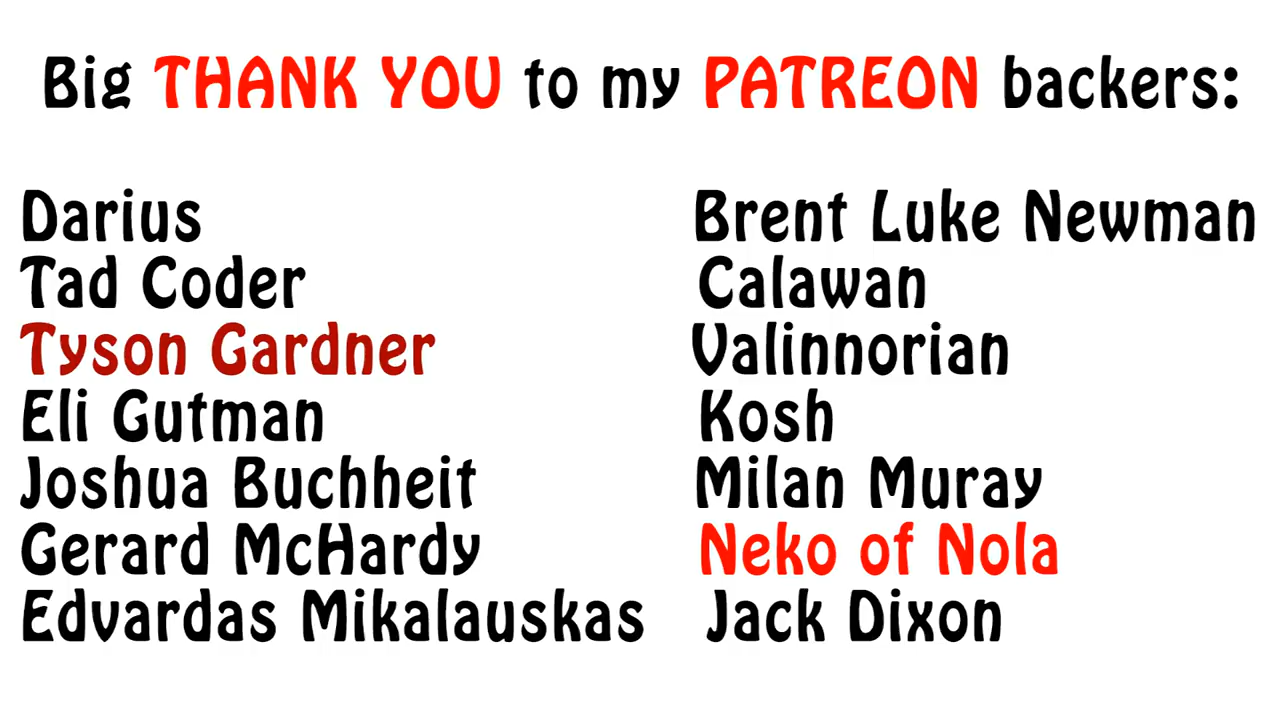 Big THANK YOU to my PATREON backers:
Darius
Tad Coder
Tyson Gardner
Eli Gutman
Joshua Buchheit
Gerard McHardy
Edvardas Mikalauskas
Brent Luke Newman
Calawan
Valinnorian
Kosh
Milan Muray
Neko of Nola
Jack Dixon